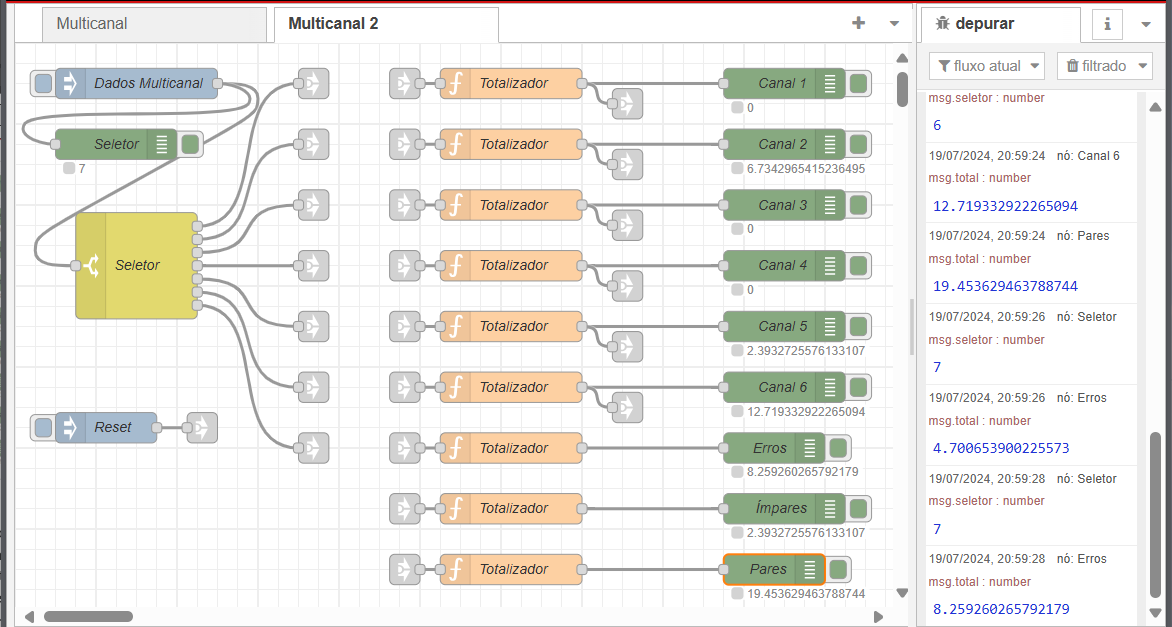 Multicanal
Multicanal 2
Dados Multicanal
Seletor
7
Seletor
Reset
Totalizador
Canal 1
0
Totalizador
Canal 2
6.7342965415236495
Totalizador
Canal 3
0
Totalizador
Canal 4
0
Totalizador
Canal 5
2.3932725576133107
Totalizador
Canal 6
12.719332922265094
Totalizador
Erros
8.259260265792179
Totalizador
Ímpares
2.3932725576133107
Totalizador
Pares
19.453629463788744
depurar
i
fluxo atual
filtrado
msg.seletor : number
6
19/07/2024, 20:59:24 nó: Canal 6
msg.total : number
12.719332922265094
19/07/2024, 20:59:24 nó: Pares
msg.total : number
19.453629463788744
19/07/2024, 20:59:26 nó: Seletor
msg.seletor : number
7
19/07/2024, 20:59:26 nó: Erros
msg.total : number
4.700653900225573
19/07/2024, 20:59:28 nó: Seletor
msg.seletor : number
7
19/07/2024, 20:59:28 nó: Erros
msg.total : number
8.259260265792179